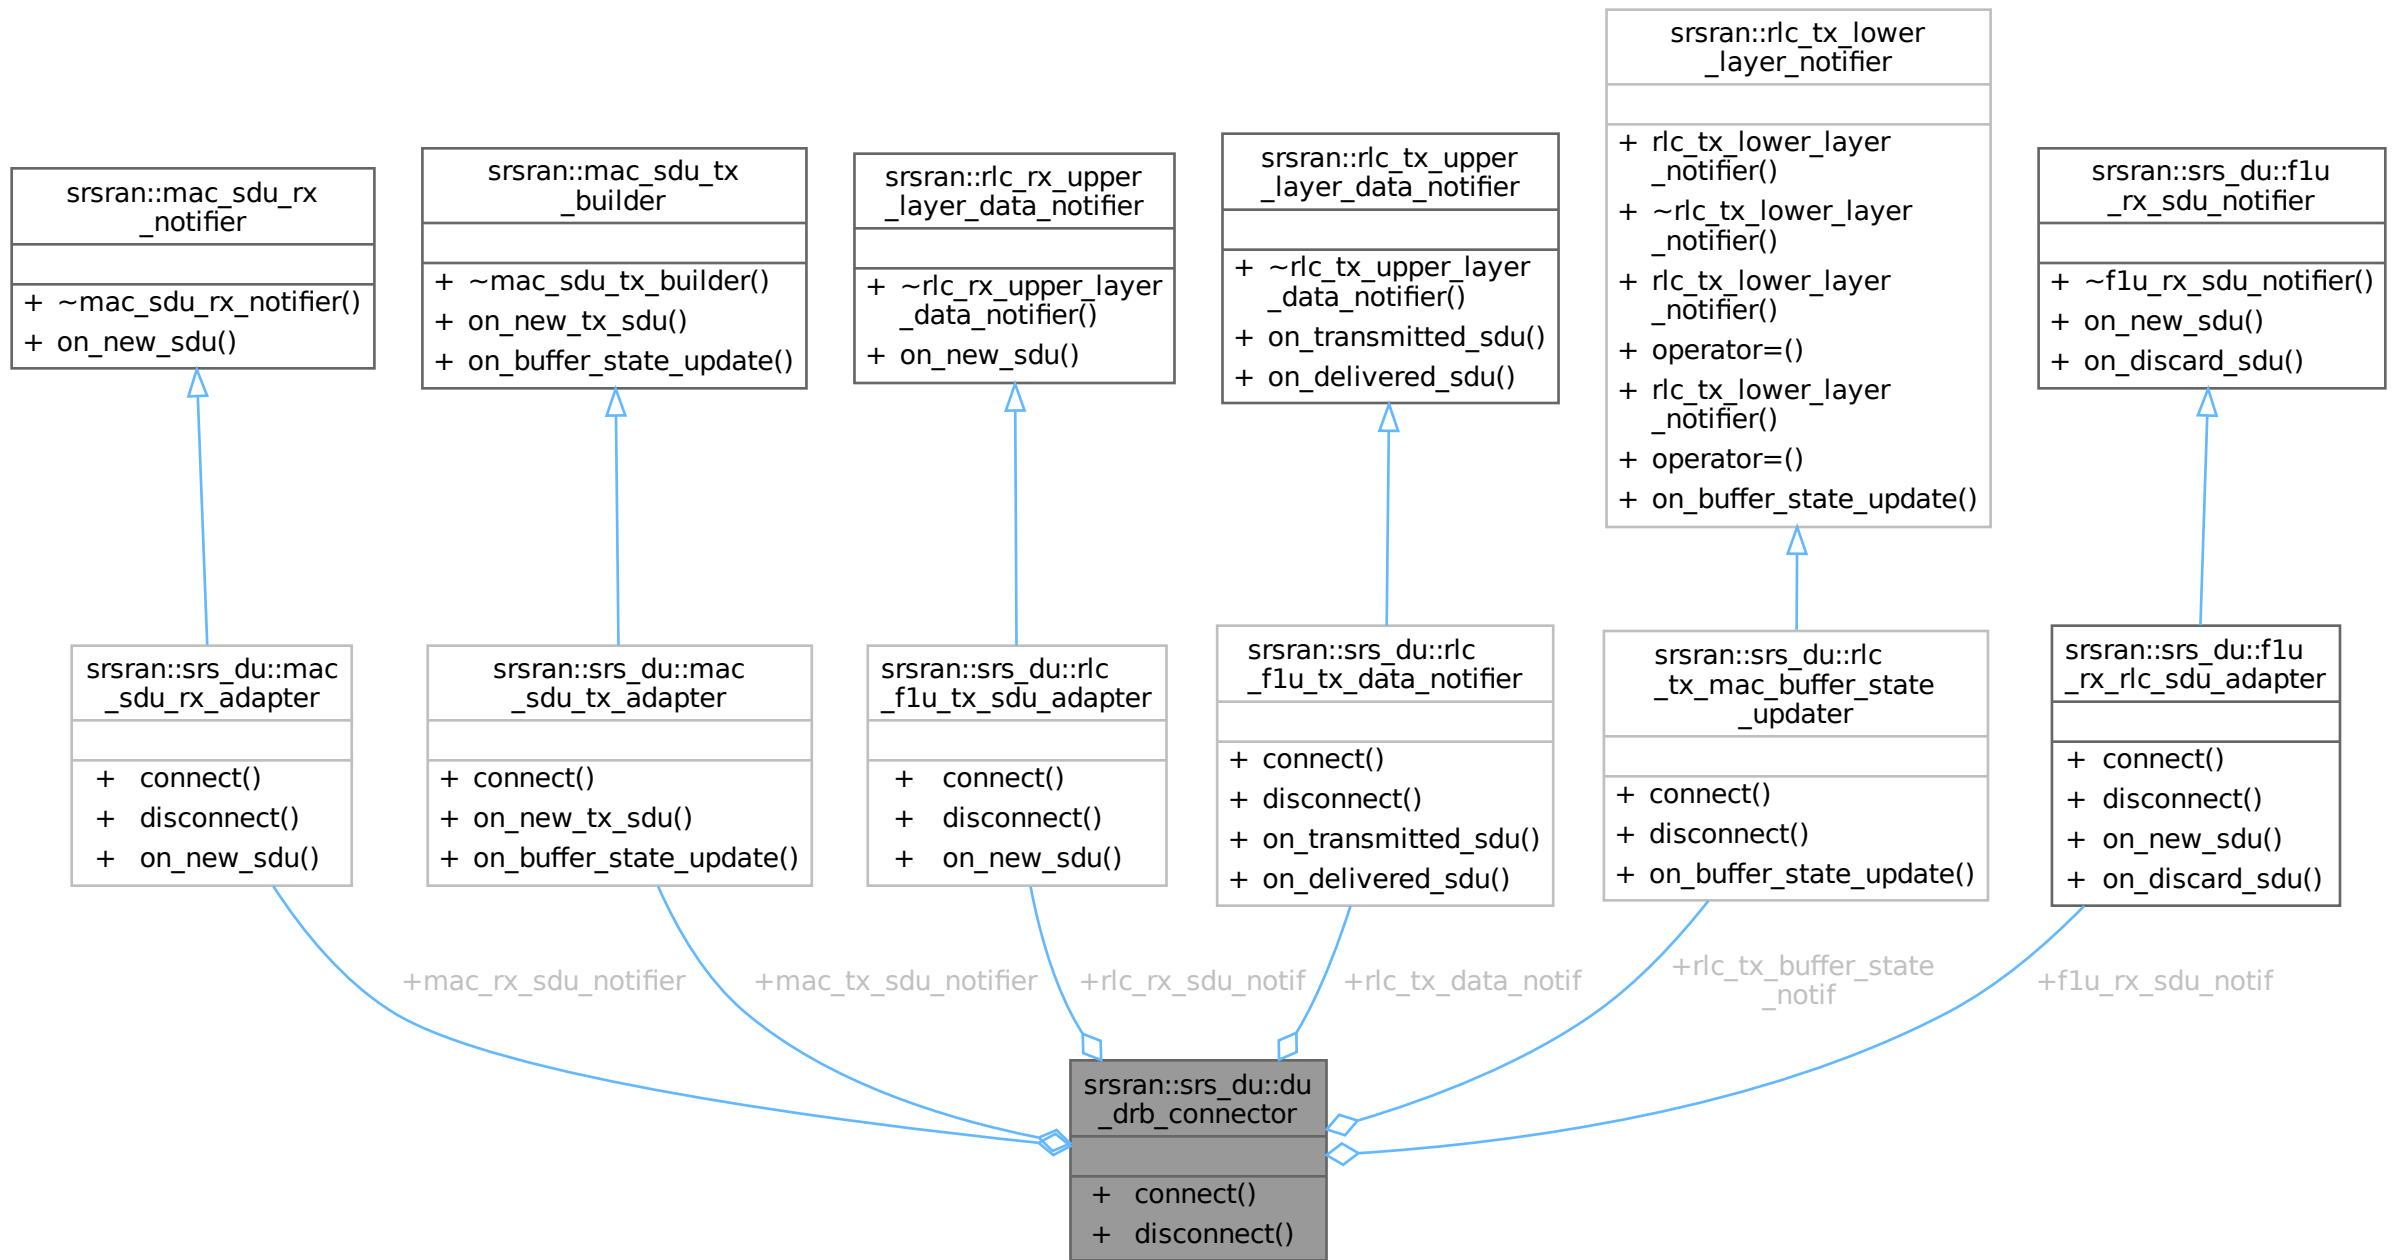 srsran::mac_sdu_rx
_notifier
+ ~mac_sdu_rx_notifier()
+ on_new_sdu()
srsran::mac_sdu_tx
_builder
+ ~mac_sdu_tx_builder()
+ on_new_tx_sdu()
+ on_buffer_state_update()
srsran::rlc_rx_upper
_layer_data_notifier
+ ~rlc_rx_upper_layer
_data_notifier()
+ on_new_sdu()
srsran::rlc_tx_upper
_layer_data_notifier
+ ~rlc_tx_upper_layer
_data_notifier()
+ on_transmitted_sdu()
+ on_delivered_sdu()
srsran::rlc_tx_lower
_layer_notifier
+ rlc_tx_lower_layer
_notifier()
+ ~rlc_tx_lower_layer
_notifier()
+ rlc_tx_lower_layer
_notifier()
+ operator=()
+ rlc_tx_lower_layer
_notifier()
+ operator=()
+ on_buffer_state_update()
srsran::srs_du::f1u
_rx_sdu_notifier
+ ~f1u_rx_sdu_notifier()
+ on_new_sdu()
+ on_discard_sdu()
srsran::srs_du::mac
_sdu_rx_adapter
+ connect()
+ disconnect()
+ on_new_sdu()
srsran::srs_du::mac
_sdu_tx_adapter
+ connect()
+ on_new_tx_sdu()
+ on_buffer_state_update()
srsran::srs_du::rlc
_f1u_tx_sdu_adapter
+ connect()
+ disconnect()
+ on_new_sdu()
srsran::srs_du::rlc
_f1u_tx_data_notifier
+ connect()
+ disconnect()
+ on_transmitted_sdu()
+ on_delivered_sdu()
srsran::srs_du::rlc
_tx_mac_buffer_state
_updater
+ connect()
+ disconnect()
+ on_buffer_state_update()
srsran::srs_du::f1u
_rx_rlc_sdu_adapter
+ connect()
+ disconnect()
+ on_new_sdu()
+ on_discard_sdu()
+mac_rx_sdu_notifier
+mac_tx_sdu_notifier
+rlc_rx_sdu_notif
+rlc_tx_data_notif
+rlc_tx_buffer_state
_notif
+f1u_rx_sdu_notif
srsran::srs_du::du
_drb_connector
+ connect()
+ disconnect()